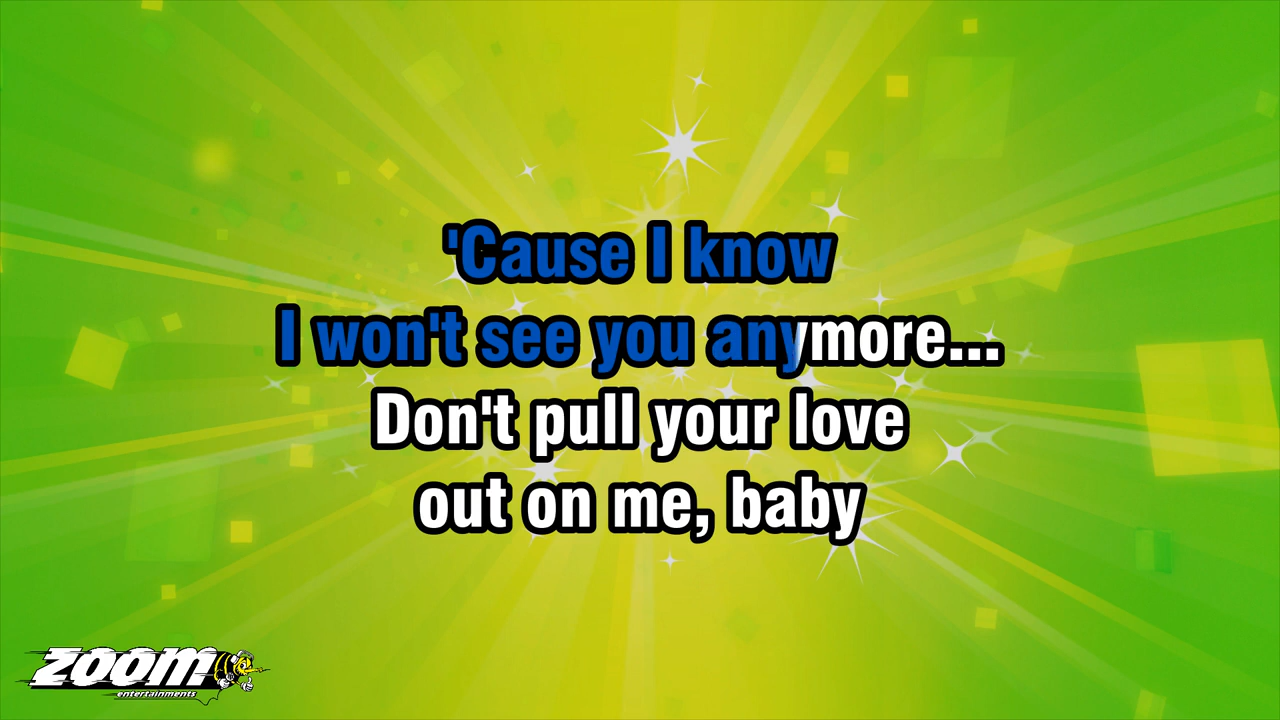 'Cause I know
I won't see you anymore...
Don't pull your love
out on me, baby
ZOOM
entertainments